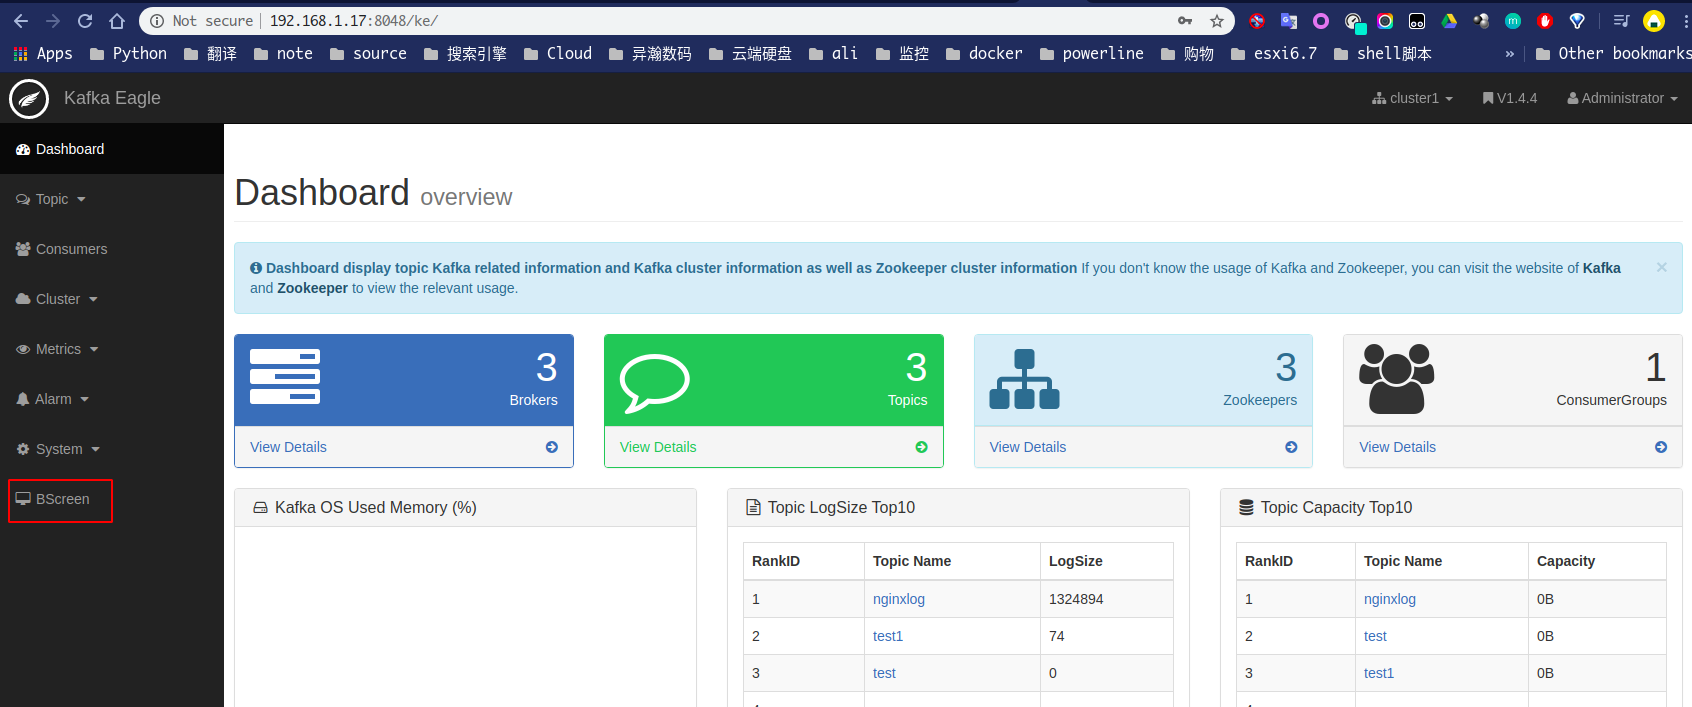 Not secure | 192.168.1.17:8048/ke/
Apps Python 翻译 note source 搜索引擎 Cloud 异瀚数码 云端硬盘 ali 监控 docker powerline 购物 esxi6.7 shell脚本 » Other bookmarks
Kafka Eagle cluster1 V1.4.4 Administrator
Dashboard
Topic
Consumers
Cluster
Metrics
Alarm
System
BScreen
Dashboard overview
Dashboard display topic Kafka related information and Kafka cluster information as well as Zookeeper cluster information If you don't know the usage of Kafka and Zookeeper, you can visit the website of Kafka ×
and Zookeeper to view the relevant usage.
3
Brokers
View Details
3
Topics
View Details
3
Zookeepers
View Details
1
ConsumerGroups
View Details
Kafka OS Used Memory (%)
Topic LogSize Top10
RankID Topic Name LogSize
1 nginxlog 1324894
2 test1 74
3 test 0
Topic Capacity Top10
RankID Topic Name Capacity
1 nginxlog 0B
2 test 0B
3 test1 0B